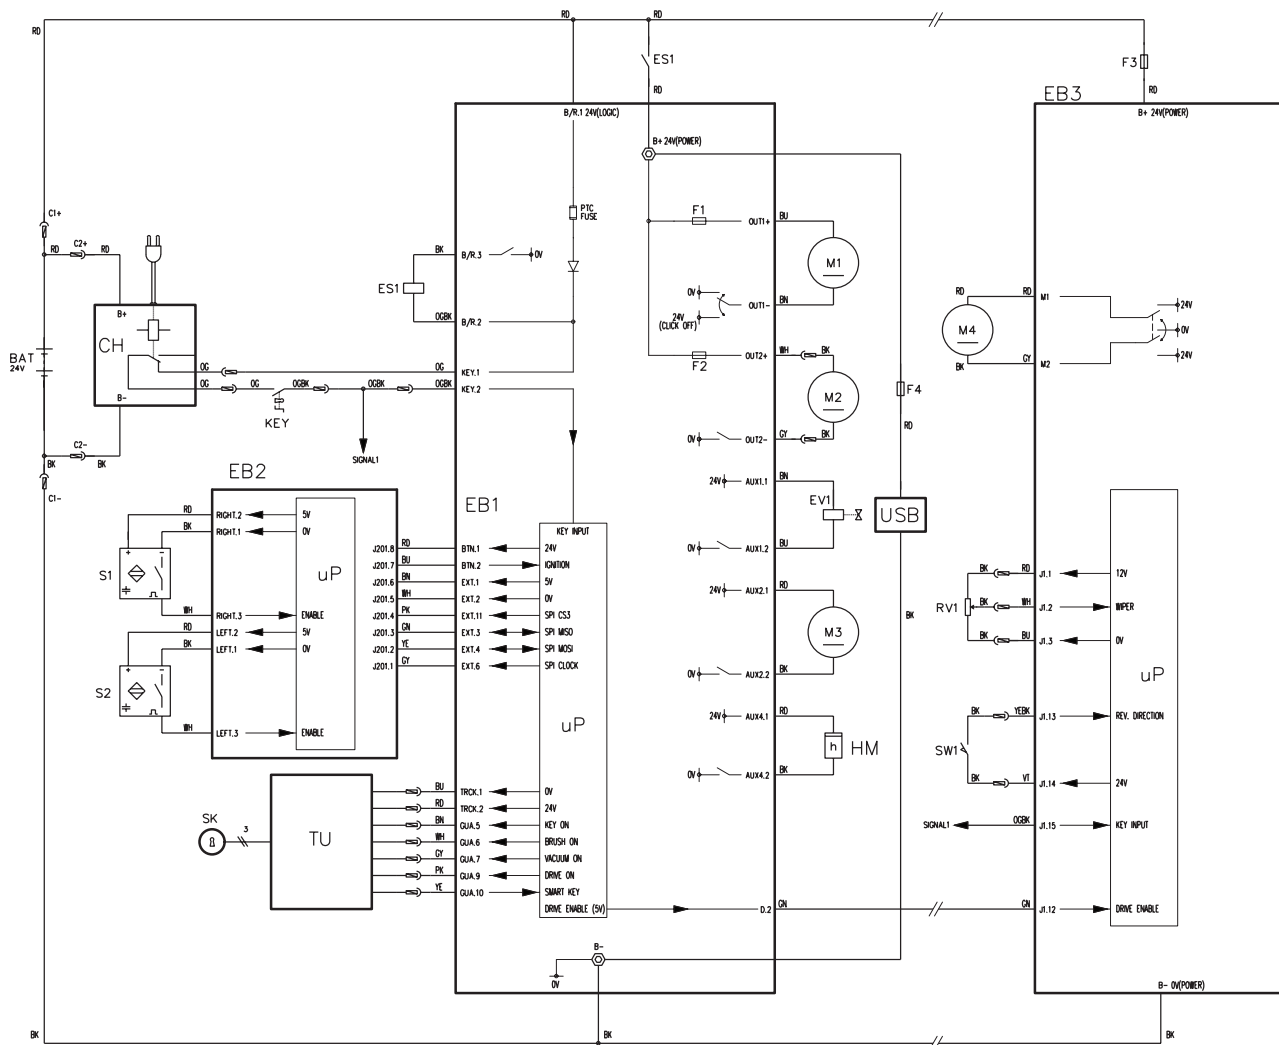 RD
RD
RD
RD
ES1
F3
RD
RD
EB3
B/R.1 24V(LOGIC)
B+ 24V(POWER)
B+ 24V(POWER)
C1+
PTC
FUSE
F1
OUT1+
BU
C2+
RD
RD
BK
B/R.3
0V
M1
ES1
B+
0V
OUT1-
BN
RD
RD
M1
24V
24V
(CLICK OFF)
OGBK
B/R.2
M4
0V
CH
WH
BK
BAT
24V
OUT2+
GY
BK
M2
24V
F2
OG
OG
KEY.1
OG
OG
OGBK
OGBK
OGBK
KEY.2
F4
B-
M2
KEY
RD
C2-
0V
OUT2-
GY
BK
BK
BK
SIGNAL1
EB2
C1-
24V
AUX1.1
BN
EB1
EV1
USB
RD
RIGHT.2
5V
BK
RIGHT.1
0V
KEY INPUT
uP
J201.8
RD
BTN.1
24V
0V
AUX1.2
BU
J201.7
BU
BTN.2
IGNITION
S1
J201.6
BN
EXT.1
5V
BK
RD
J1.1
12V
J201.5
WH
EXT.2
0V
24V
AUX2.1
RD
WH
RIGHT.3
ENABLE
J201.4
PK
EXT.11
SPI CS3
BK
RV1
BK
WH
J1.2
WIPER
RD
LEFT.2
5V
J201.3
GN
EXT.3
SPI MISO
M3
BK
LEFT.1
0V
J201.2
YE
EXT.4
SPI MOSI
BK
BU
J1.3
0V
J201.1
GY
EXT.6
SPI CLOCK
0V
AUX2.2
BK
uP
S2
24V
AUX4.1
RD
BK
YEBK
J1.13
REV. DIRECTION
WH
LEFT.3
ENABLE
uP
h
HM
SW1
0V
AUX4.2
BK
BK
VT
J1.14
24V
BU
TRCK.1
0V
RD
TRCK.2
24V
SK
3
BN
GUA.5
KEY ON
SIGNAL1
OGBK
J1.15
KEY INPUT
TU
WH
GUA.6
BRUSH ON
GY
GUA.7
VACUUM ON
PK
GUA.9
DRIVE ON
YE
GUA.10
SMART KEY
DRIVE ENABLE (5V)
D.2
GN
GN
J1.12
DRIVE ENABLE
B-
0V
B- 0V(POWER)
BK
BK
BK